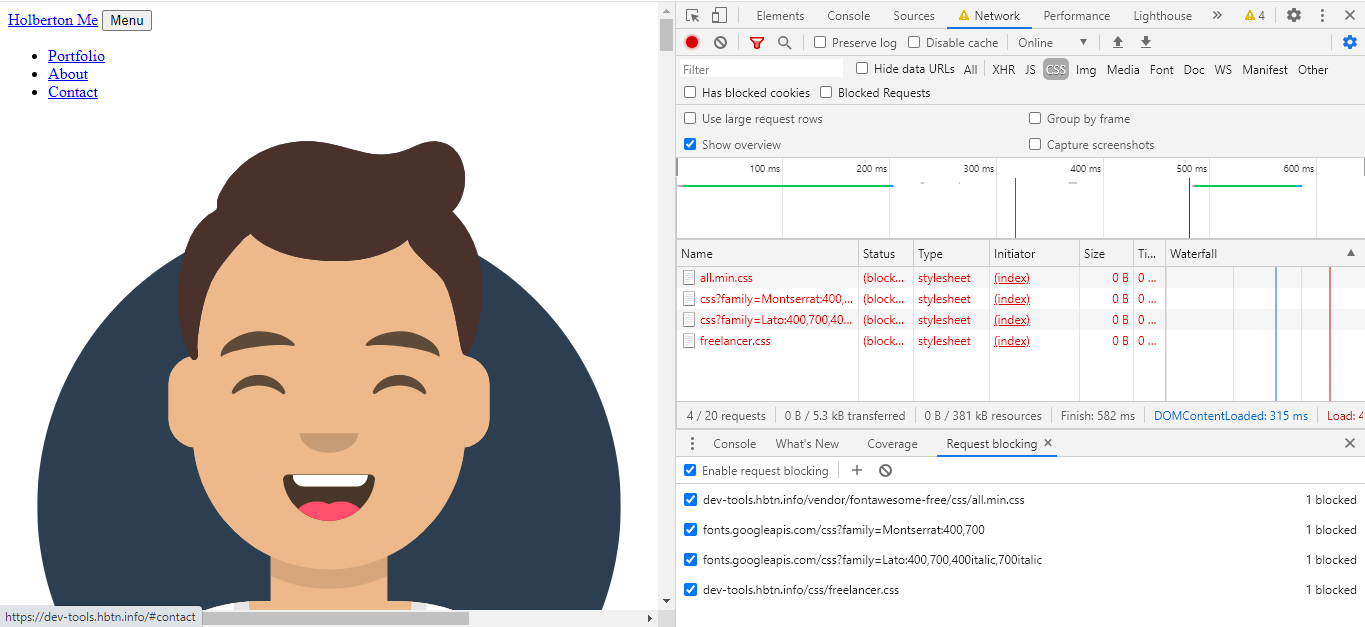 Holberton Me Menu
Portfolio
About
Contact
https://dev-tools.hbtn.info/#contact
Elements Console Sources Network Performance Lighthouse » 4
Preserve log Disable cache Online
Filter Hide data URLs All XHR JS CSS Img Media Font Doc WS Manifest Other
Has blocked cookies Blocked Requests
Use large request rows Group by frame
Show overview Capture screenshots
100 ms 200 ms 300 ms 400 ms 500 ms 600 ms
Name Status Type Initiator Size Ti... Waterfall
all.min.css (block... stylesheet (index) 0 B 0 ...
css?family=Montserrat:400,... (block... stylesheet (index) 0 B 0 ...
css?family=Lato:400,700,40... (block... stylesheet (index) 0 B 0 ...
freelancer.css (block... stylesheet (index) 0 B 0 ...
4 / 20 requests 0 B / 5.3 kB transferred 0 B / 381 kB resources Finish: 582 ms DOMContentLoaded: 315 ms Load: 4
Console What's New Coverage Request blocking
Enable request blocking
dev-tools.hbtn.info/vendor/fontawesome-free/css/all.min.css 1 blocked
fonts.googleapis.com/css?family=Montserrat:400,700 1 blocked
fonts.googleapis.com/css?family=Lato:400,700,400italic,700italic 1 blocked
dev-tools.hbtn.info/css/freelancer.css 1 blocked